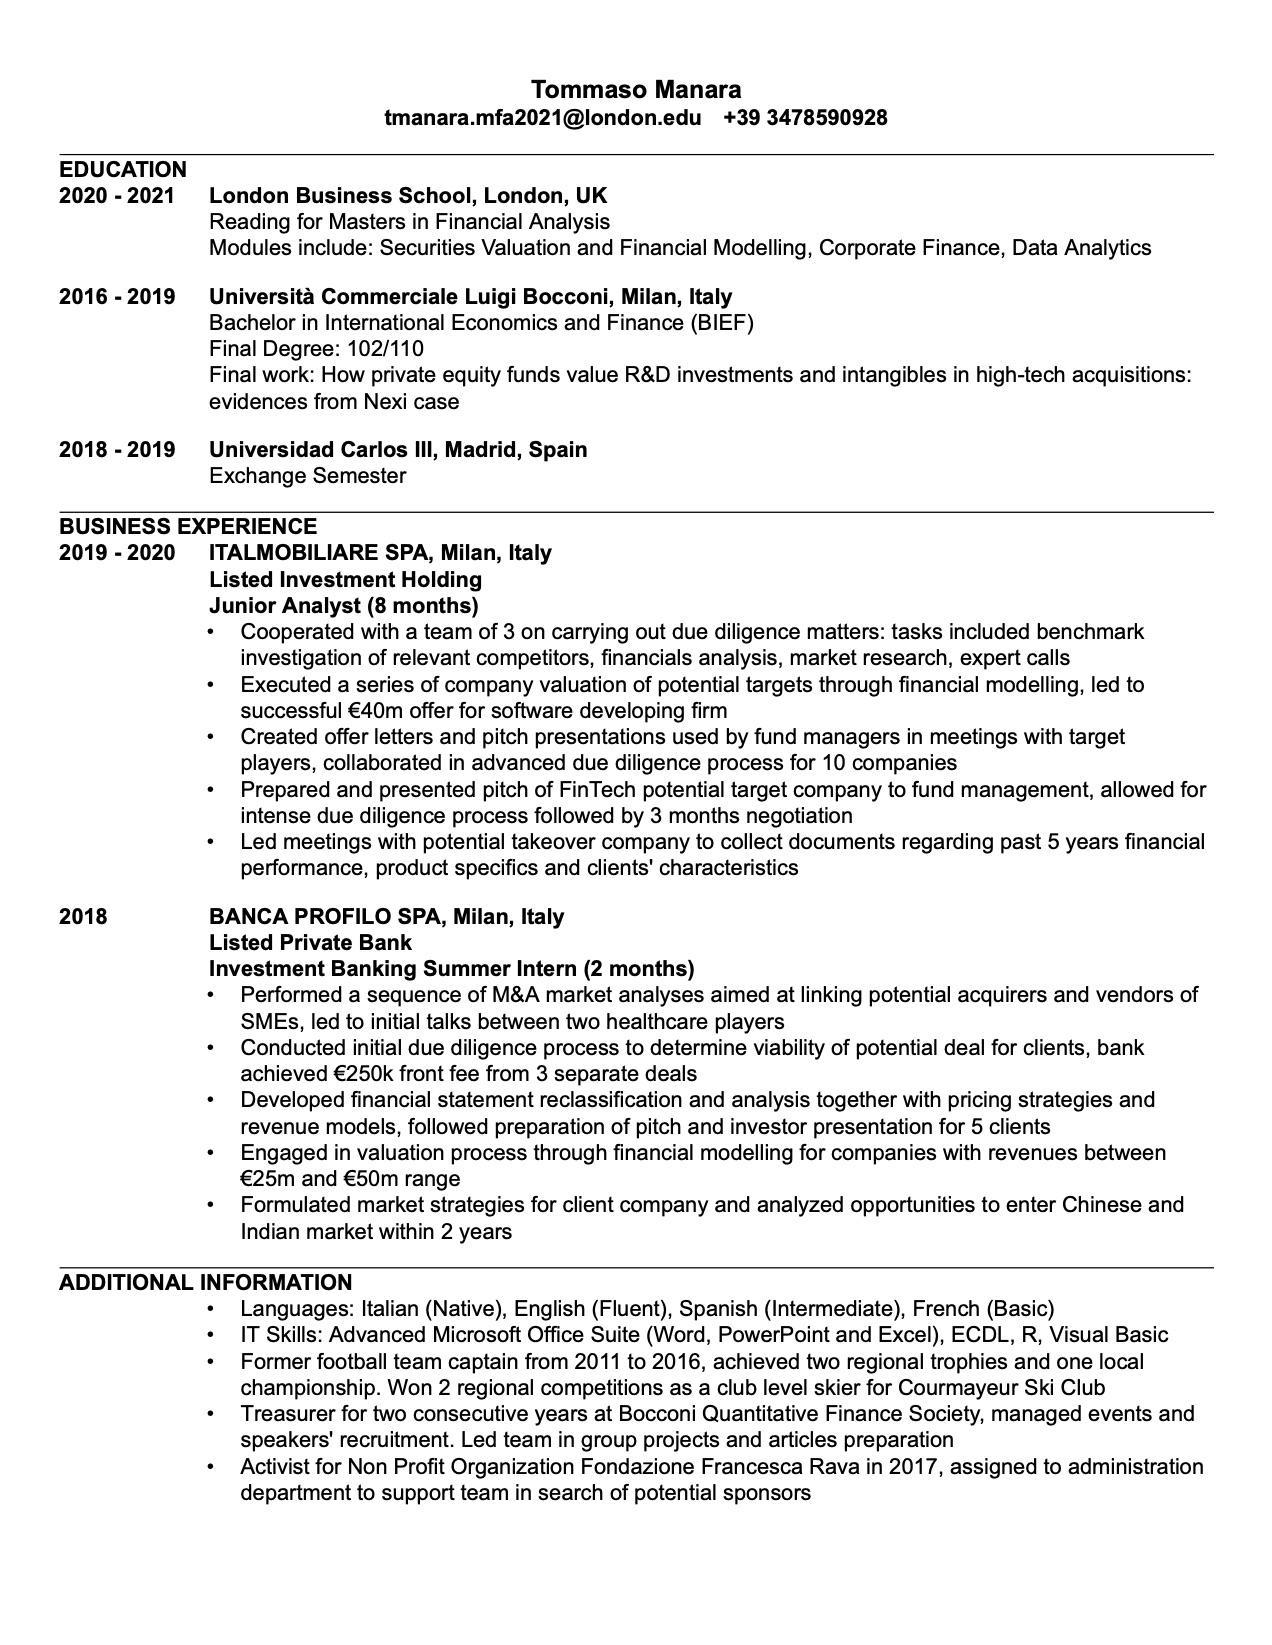 Tommaso Manara
tmanara.mfa2021@london.edu +39 3478590928
EDUCATION
2020 - 2021 London Business School, London, UK
Reading for Masters in Financial Analysis
Modules include: Securities Valuation and Financial Modelling, Corporate Finance, Data Analytics
2016 - 2019 Università Commerciale Luigi Bocconi, Milan, Italy
Bachelor in International Economics and Finance (BIEF)
Final Degree: 102/110
Final work: How private equity funds value R&D investments and intangibles in high-tech acquisitions:
evidences from Nexi case
2018 - 2019 Universidad Carlos III, Madrid, Spain
Exchange Semester
BUSINESS EXPERIENCE
2019 - 2020 ITALMOBILIARE SPA, Milan, Italy
Listed Investment Holding
Junior Analyst (8 months)
• Cooperated with a team of 3 on carrying out due diligence matters: tasks included benchmark
investigation of relevant competitors, financials analysis, market research, expert calls
• Executed a series of company valuation of potential targets through financial modelling, led to
successful €40m offer for software developing firm
• Created offer letters and pitch presentations used by fund managers in meetings with target
players, collaborated in advanced due diligence process for 10 companies
• Prepared and presented pitch of FinTech potential target company to fund management, allowed for
intense due diligence process followed by 3 months negotiation
• Led meetings with potential takeover company to collect documents regarding past 5 years financial
performance, product specifics and clients' characteristics
2018 BANCA PROFILO SPA, Milan, Italy
Listed Private Bank
Investment Banking Summer Intern (2 months)
• Performed a sequence of M&A market analyses aimed at linking potential acquirers and vendors of
SMEs, led to initial talks between two healthcare players
• Conducted initial due diligence process to determine viability of potential deal for clients, bank
achieved €250k front fee from 3 separate deals
• Developed financial statement reclassification and analysis together with pricing strategies and
revenue models, followed preparation of pitch and investor presentation for 5 clients
• Engaged in valuation process through financial modelling for companies with revenues between
€25m and €50m range
• Formulated market strategies for client company and analyzed opportunities to enter Chinese and
Indian market within 2 years
ADDITIONAL INFORMATION
• Languages: Italian (Native), English (Fluent), Spanish (Intermediate), French (Basic)
• IT Skills: Advanced Microsoft Office Suite (Word, PowerPoint and Excel), ECDL, R, Visual Basic
• Former football team captain from 2011 to 2016, achieved two regional trophies and one local
championship. Won 2 regional competitions as a club level skier for Courmayeur Ski Club
• Treasurer for two consecutive years at Bocconi Quantitative Finance Society, managed events and
speakers' recruitment. Led team in group projects and articles preparation
• Activist for Non Profit Organization Fondazione Francesca Rava in 2017, assigned to administration
department to support team in search of potential sponsors